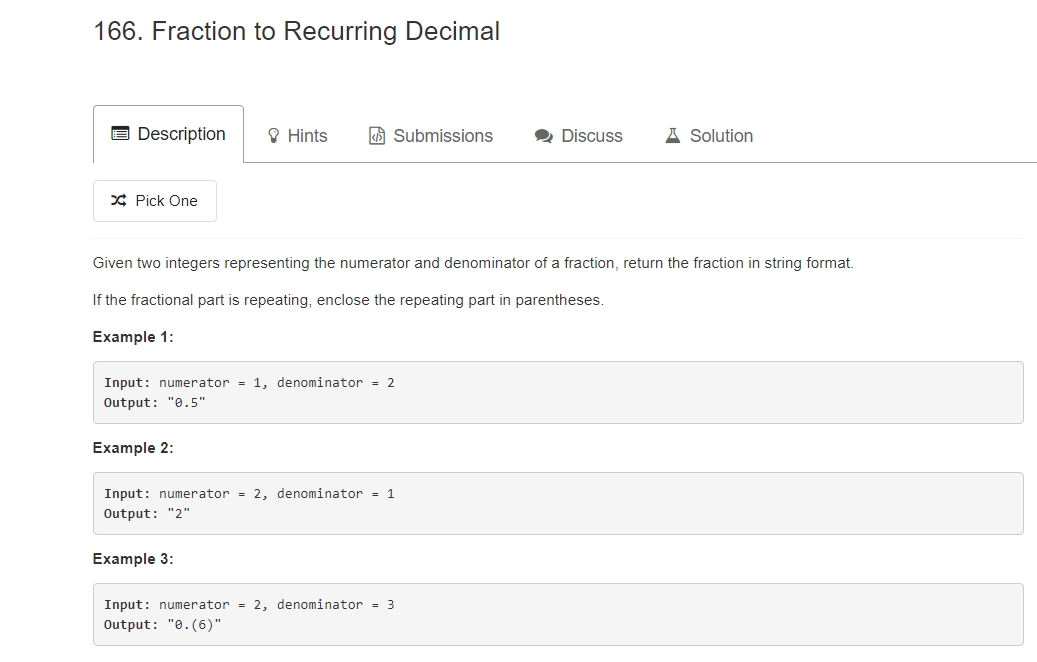 166. Fraction to Recurring Decimal
Description Hints Submissions Discuss Solution
Pick One
Given two integers representing the numerator and denominator of a fraction, return the fraction in string format.
If the fractional part is repeating, enclose the repeating part in parentheses.
Example 1:
Input: numerator = 1, denominator = 2
Output: "0.5"
Example 2:
Input: numerator = 2, denominator = 1
Output: "2"
Example 3:
Input: numerator = 2, denominator = 3
Output: "0.(6)"